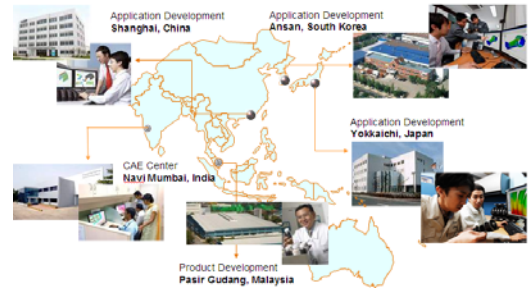 Application Development
Shanghai, China
Application Development
Ansan, South Korea
Application Development
Yokkaichi, Japan
CAE Center
Navi Mumbai, India
Product Development
Pasir Gudang, Malaysia